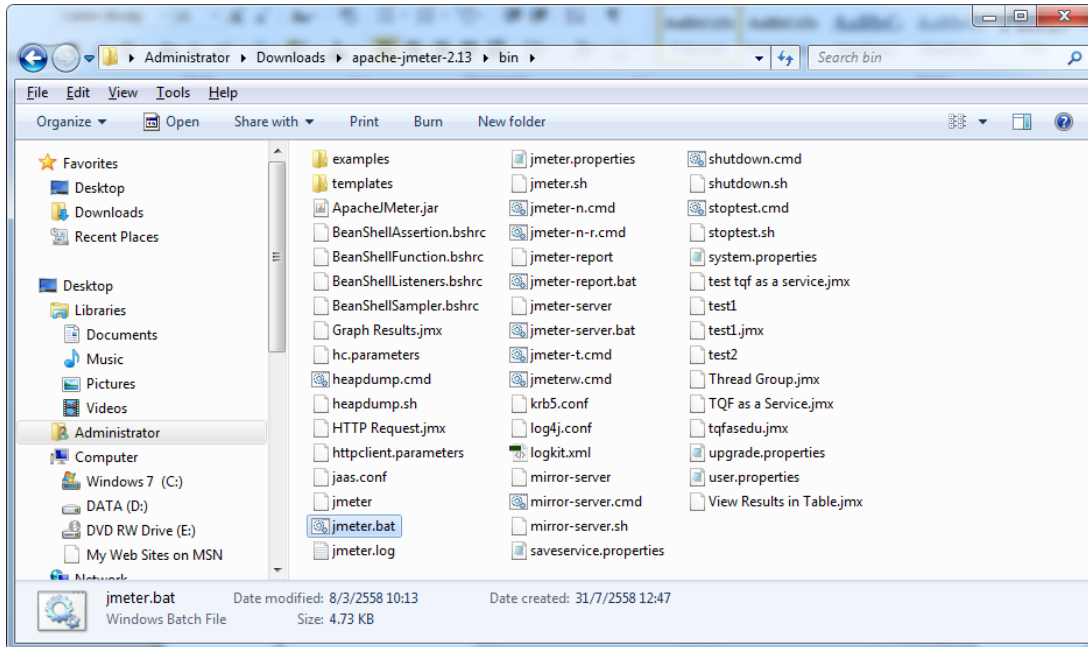 Administrator ▸ Downloads ▸ apache-jmeter-2.13 ▸ bin ▸
Search bin
File Edit View Tools Help
Organize Open Share with Print Burn New folder
Favorites
Desktop
Downloads
Recent Places
Desktop
Libraries
Documents
Music
Pictures
Videos
Administrator
Computer
Windows 7 (C:)
DATA (D:)
DVD RW Drive (E:)
My Web Sites on MSN
Network
examples
templates
ApacheJMeter.jar
BeanShellAssertion.bshrc
BeanShellFunction.bshrc
BeanShellListeners.bshrc
BeanShellSampler.bshrc
Graph Results.jmx
hc.parameters
heapdump.cmd
heapdump.sh
HTTP Request.jmx
httpclient.parameters
jaas.conf
jmeter
jmeter.bat
jmeter.log
jmeter.properties
jmeter.sh
jmeter-n.cmd
jmeter-n-r.cmd
jmeter-report
jmeter-report.bat
jmeter-server
jmeter-server.bat
jmeter-t.cmd
jmeterw.cmd
krb5.conf
log4j.conf
logkit.xml
mirror-server
mirror-server.cmd
mirror-server.sh
saveservice.properties
shutdown.cmd
shutdown.sh
stoptest.cmd
stoptest.sh
system.properties
test tqf as a service.jmx
test1
test1.jmx
test2
Thread Group.jmx
TQF as a Service.jmx
tqfasedu.jmx
upgrade.properties
user.properties
View Results in Table.jmx
jmeter.bat Date modified: 8/3/2558 10:13 Date created: 31/7/2558 12:47
Windows Batch File Size: 4.73 KB